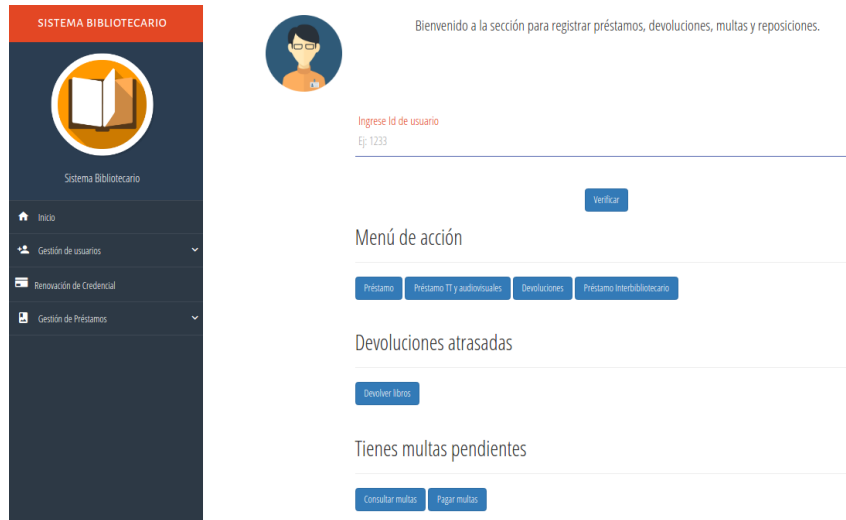 SISTEMA BIBLIOTECARIO
Sistema Bibliotecario
Inicio
Gestión de usuarios
Renovación de Credencial
Gestión de Préstamos
Bienvenido a la sección para registrar préstamos, devoluciones, multas y reposiciones.
Ingrese Id de usuario
Ej: 1233
Verificar
Menú de acción
Préstamo Préstamo TT y audiovisuales Devoluciones Préstamo Interbibliotecario
Devoluciones atrasadas
Devolver libros
Tienes multas pendientes
Consultar multas Pagar multas